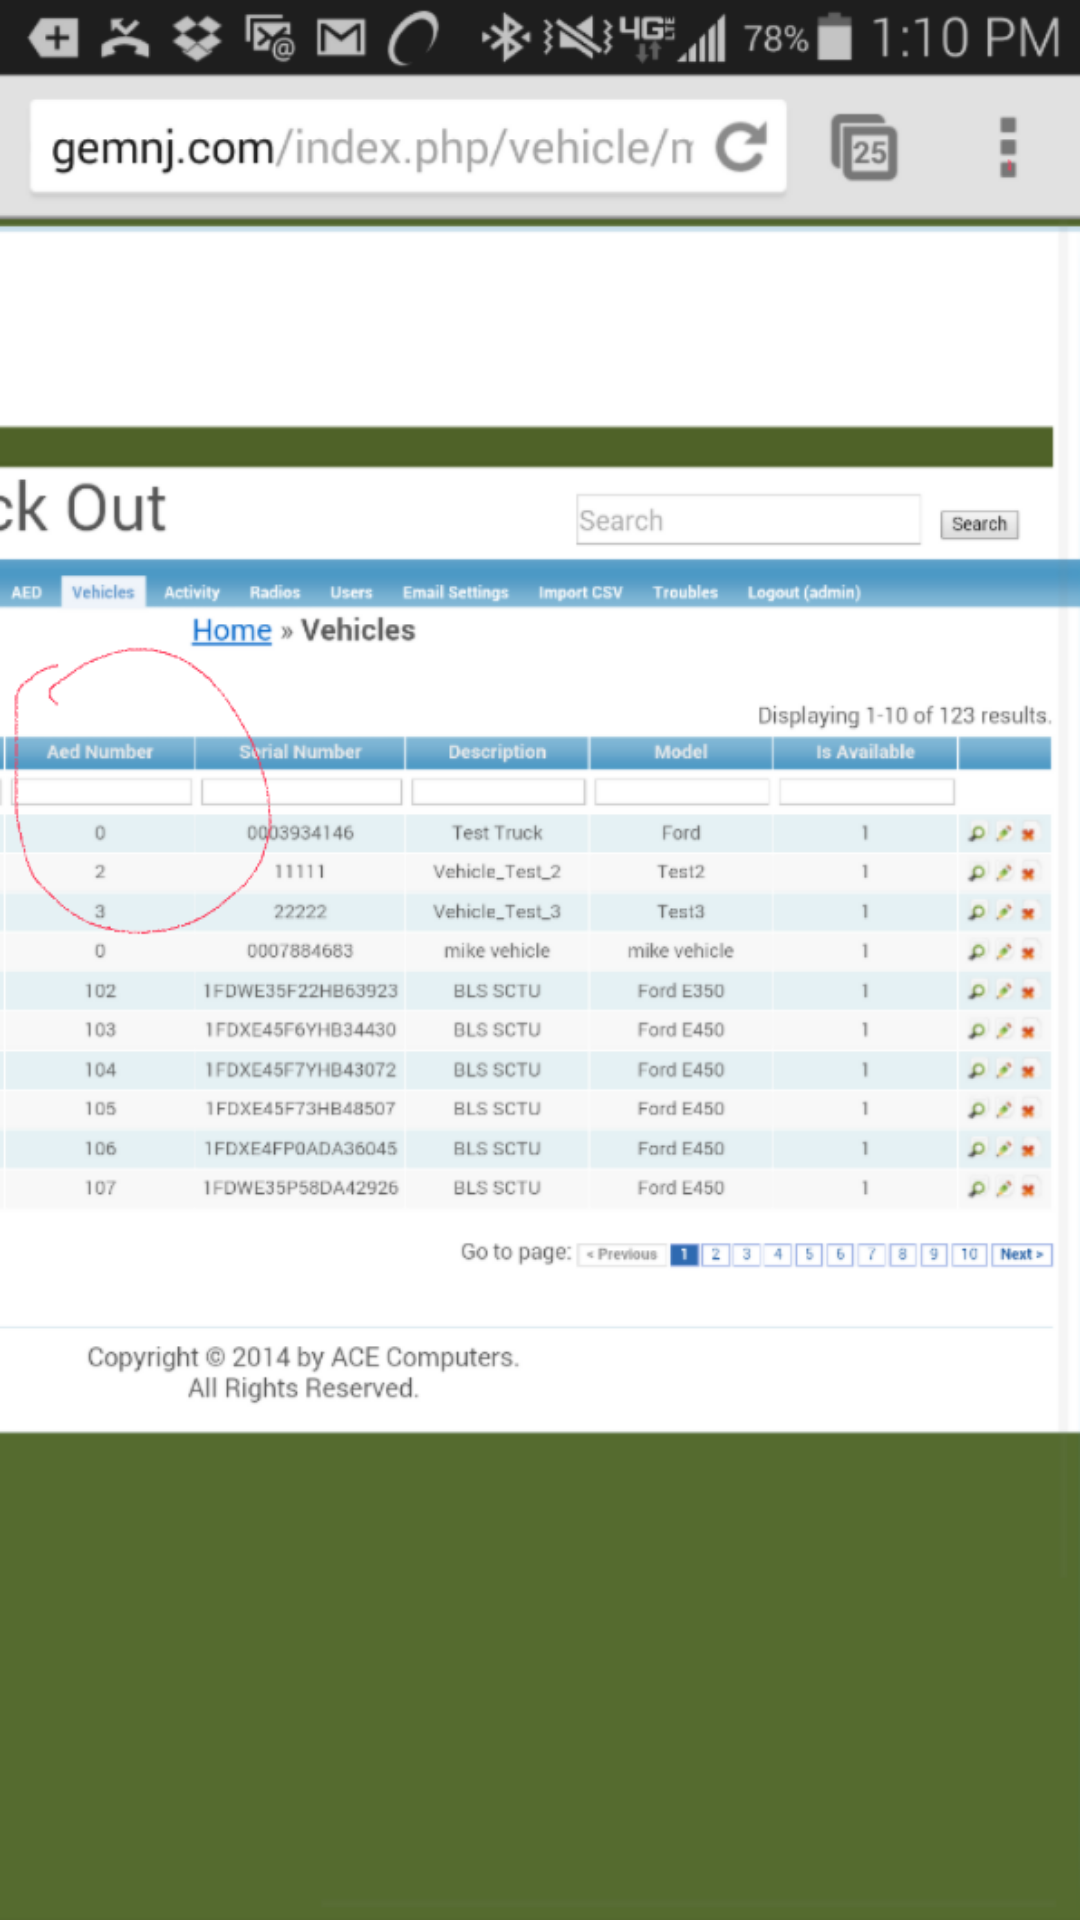 4G LTE 78% 1:10 PM
gemnj.com/index.php/vehicle/m 25
ck Out
Search Search
AED Vehicles Activity Radios Users Email Settings Import CSV Troubles Logout (admin)
Home » Vehicles
Displaying 1-10 of 123 results.
Aed Number Serial Number Description Model Is Available
0 0003934146 Test Truck Ford 1
2 11111 Vehicle_Test_2 Test2 1
3 22222 Vehicle_Test_3 Test3 1
0 0007884683 mike vehicle mike vehicle 1
102 1FDWE35F22HB63923 BLS SCTU Ford E350 1
103 1FDXE45F6YHB34430 BLS SCTU Ford E450 1
104 1FDXE45F7YHB43072 BLS SCTU Ford E450 1
105 1FDXE45F73HB48507 BLS SCTU Ford E450 1
106 1FDXE4FP0ADA36045 BLS SCTU Ford E450 1
107 1FDWE35P58DA42926 BLS SCTU Ford E450 1
Go to page: < Previous 1 2 3 4 5 6 7 8 9 10 Next >
Copyright © 2014 by ACE Computers.
All Rights Reserved.